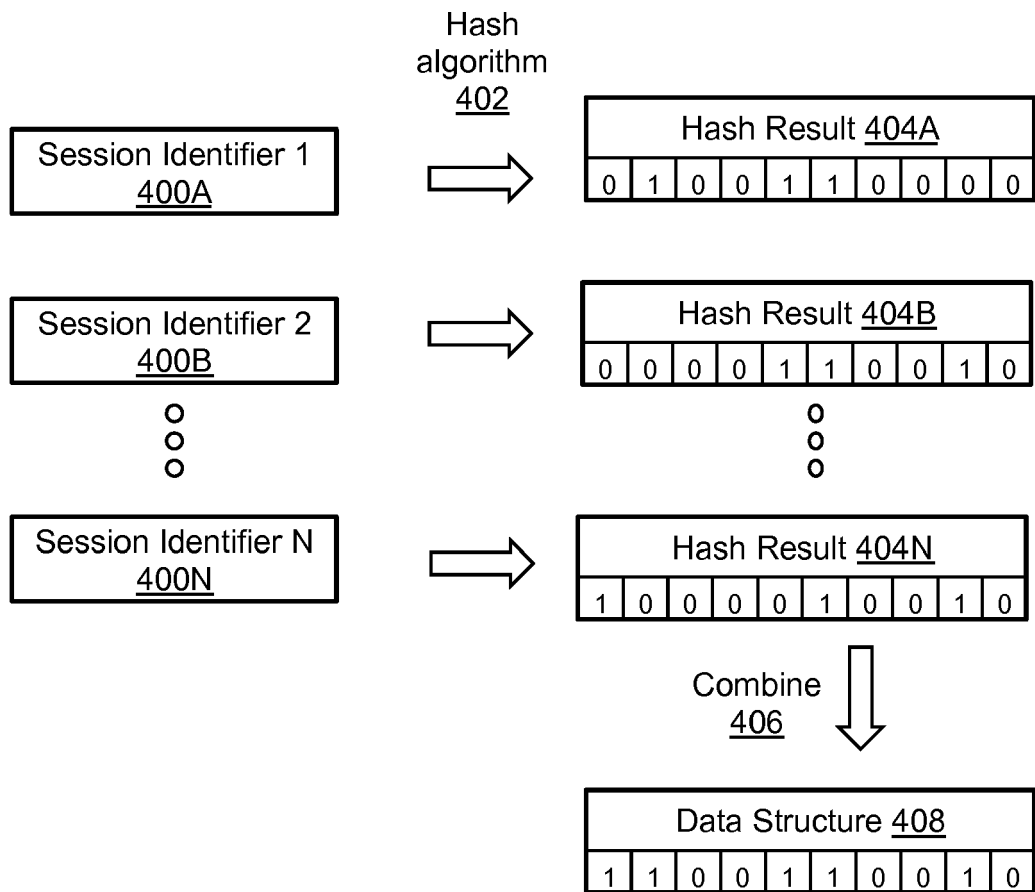 Hash
algorithm
402
Session Identifier 1
400A
Hash Result 404A
0 1 0 0 1 1 0 0 0 0
Session Identifier 2
400B
Hash Result 404B
0 0 0 0 1 1 0 0 1 0
Session Identifier N
400N
Hash Result 404N
1 0 0 0 0 1 0 0 1 0
Combine
406
Data Structure 408
1 1 0 0 1 1 0 0 1 0